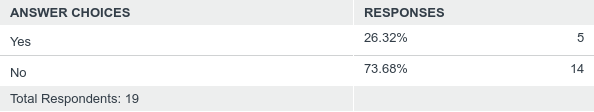 ANSWER CHOICES RESPONSES
Yes 26.32% 5
No 73.68% 14
Total Respondents: 19